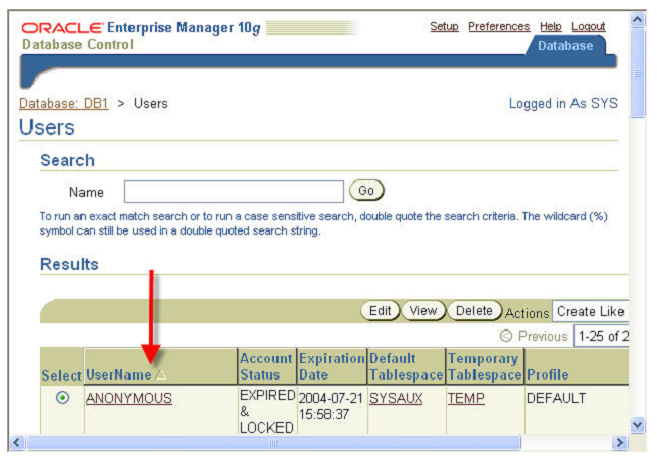 ORACLE Enterprise Manager 10g
Database Control
Setup Preferences Help Logout
Database
Database: DB1 > Users
Logged in As SYS
Users
Search
Name
Go
To run an exact match search or to run a case sensitive search, double quote the search criteria. The wildcard (%)
symbol can still be used in a double quoted search string.
Results
Edit View Delete Actions Create Like
Previous 1-25 of 2
Select UserName Account Status Expiration Date Default Tablespace Temporary Tablespace Profile
ANONYMOUS EXPIRED & LOCKED 2004-07-21 15:58:37 SYSAUX TEMP DEFAULT